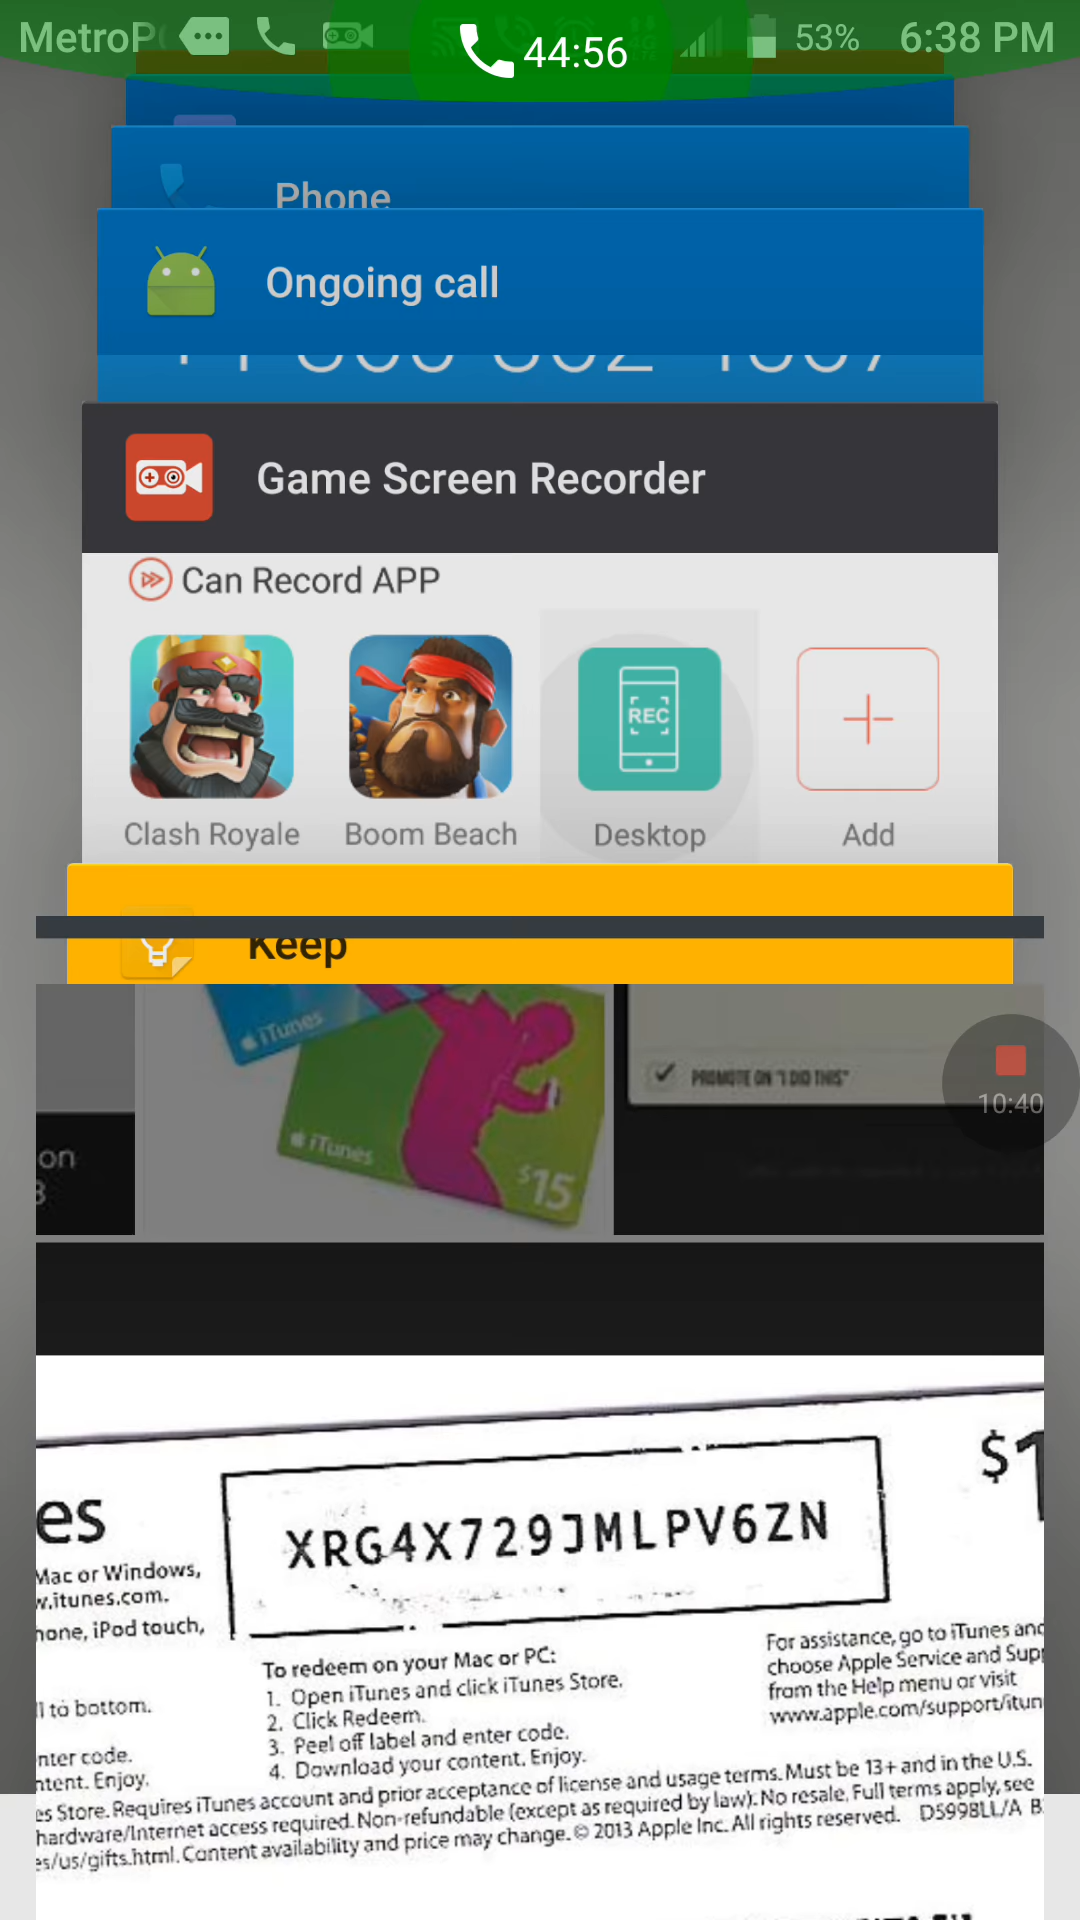 MetroP
44:56
53%
6:38 PM
Phone
Ongoing call
Game Screen Recorder
Can Record APP
REC
Clash Royale
Boom Beach
Desktop
Add
Keep
iTunes
PROMOTE ON "I DID THIS"
10:40
on
iTunes
$15
$1
es
XRG4X729JMLPV6ZN
Mac or Windows,
w.itunes.com.
hone, iPod touch,
To redeem on your Mac or PC:
1. Open iTunes and click iTunes Store.
2. Click Redeem.
3. Peel off label and enter code.
4. Download your content. Enjoy.
For assistance, go to iTunes and
choose Apple Service and Supp
from the Help menu or visit
www.apple.com/support/itun
ll to bottom.
nter code.
ntent. Enjoy.
es Store. Requires iTunes account and prior acceptance of license and usage terms. Must be 13+ and in the U.S.
hardware/Internet access required. Non-refundable (except as required by law). No resale. Full terms apply, see
es/us/gifts.html. Content availability and price may change. © 2013 Apple Inc. All rights reserved. D5998LL/A B